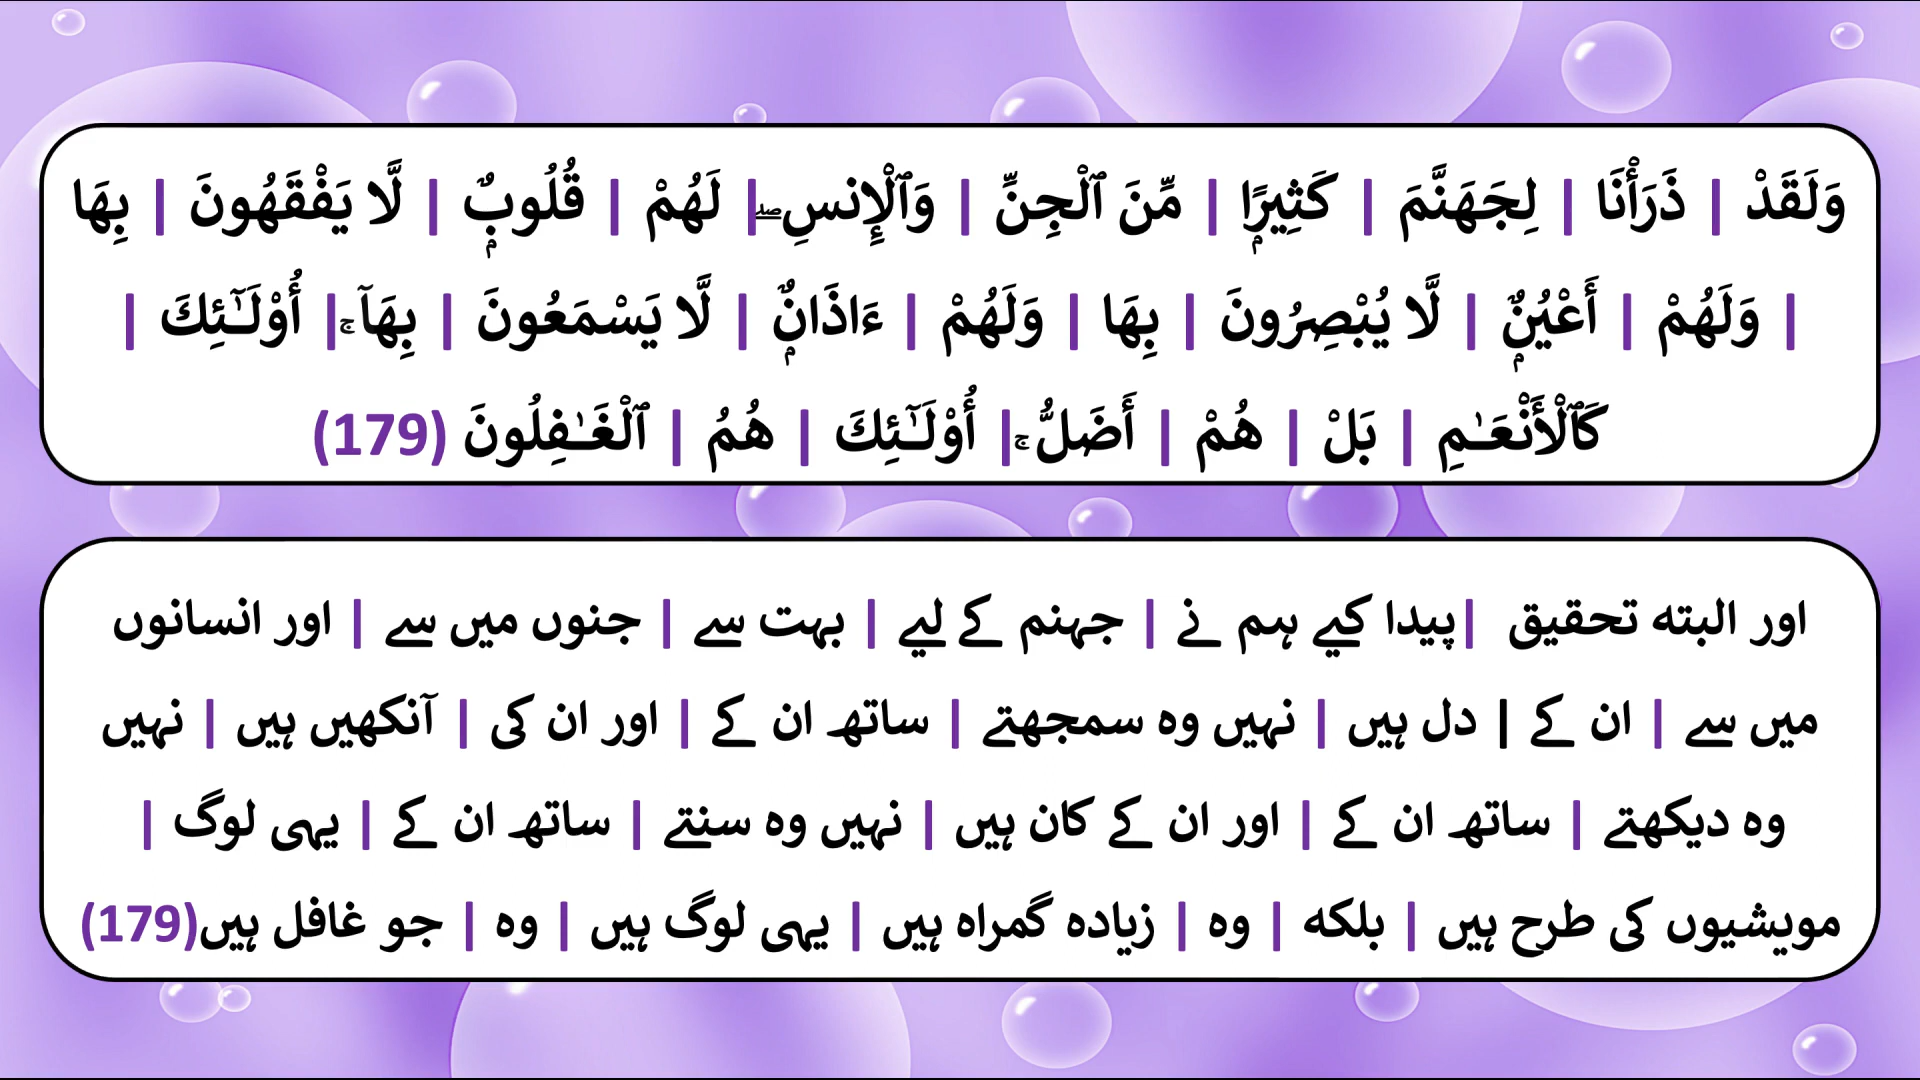 وَلَقَدْ | ذَرَأْنَا | لِجَهَنَّمَ | كَثِيرًۭا | مِّنَ ٱلْجِنِّ | وَٱلْإِنسِ ۖ | لَهُمْ | قُلُوبٌۭ | لَّا يَفْقَهُونَ | بِهَا
| وَلَهُمْ | أَعْيُنٌۭ | لَّا يُبْصِرُونَ | بِهَا | وَلَهُمْ | ءَاذَانٌۭ | لَّا يَسْمَعُونَ | بِهَآ ۚ | أُو۟لَـٰٓئِكَ |
كَٱلْأَنْعَـٰمِ | بَلْ | هُمْ | أَضَلُّ ۚ | أُو۟لَـٰٓئِكَ | هُمُ | ٱلْغَـٰفِلُونَ (179)
اور البتہ تحقیق | پیدا کیے ہم نے | جہنم کے لیے | بہت سے | جنوں میں سے | اور انسانوں
میں سے | ان کے | دل ہیں | نہیں وہ سمجھتے | ساتھ ان کے | اور ان کی | آنکھیں ہیں | نہیں
وہ دیکھتے | ساتھ ان کے | اور ان کے کان ہیں | نہیں وہ سنتے | ساتھ ان کے | یہی لوگ |
مویشیوں کی طرح ہیں | بلکہ | وہ | زیادہ گمراہ ہیں | یہی لوگ ہیں | وہ | جو غافل ہیں(179)